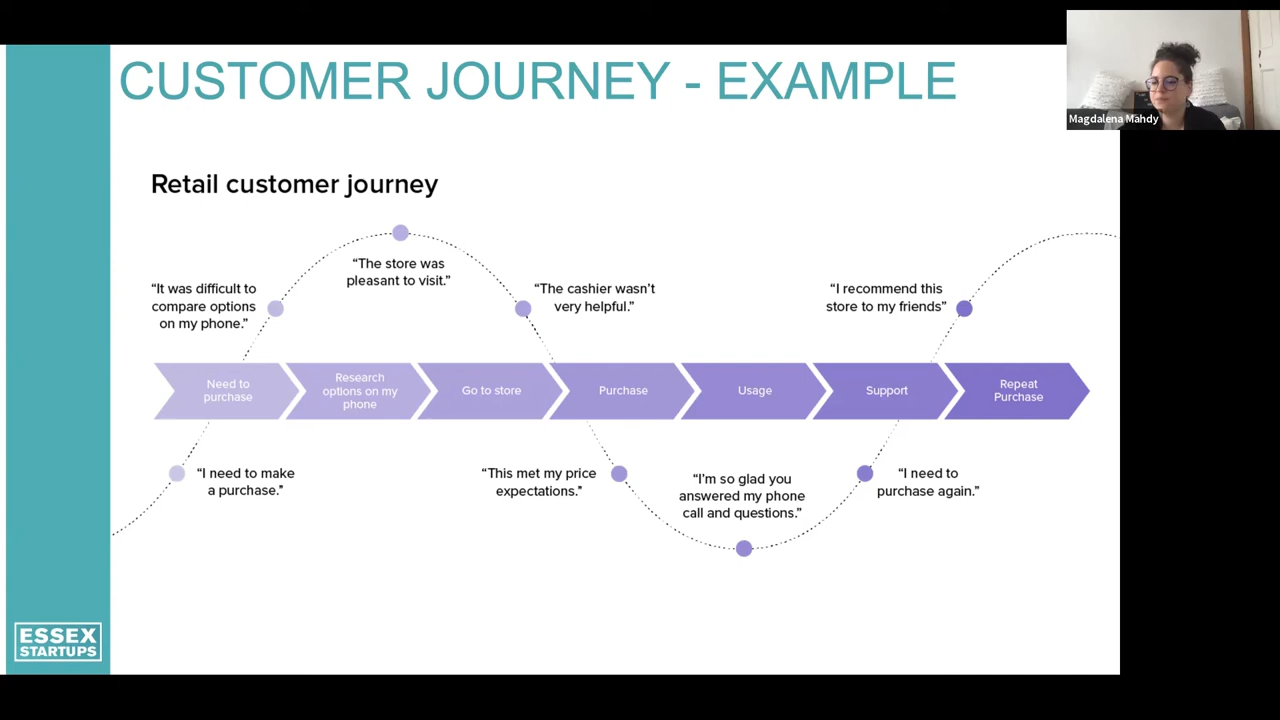 CUSTOMER JOURNEY - EXAMPLE
Magdalena Mahdy
Retail customer journey
“The store was
pleasant to visit.”
“It was difficult to
compare options
on my phone.”
“The cashier wasn’t
very helpful.”
“I recommend this
store to my friends”
Need to
purchase
Research
options on my
phone
Go to store
Purchase
Usage
Support
Repeat
Purchase
“I need to make
a purchase.”
“This met my price
expectations.”
“I’m so glad you
answered my phone
call and questions.”
“I need to
purchase again.”
ESSEX
STARTUPS